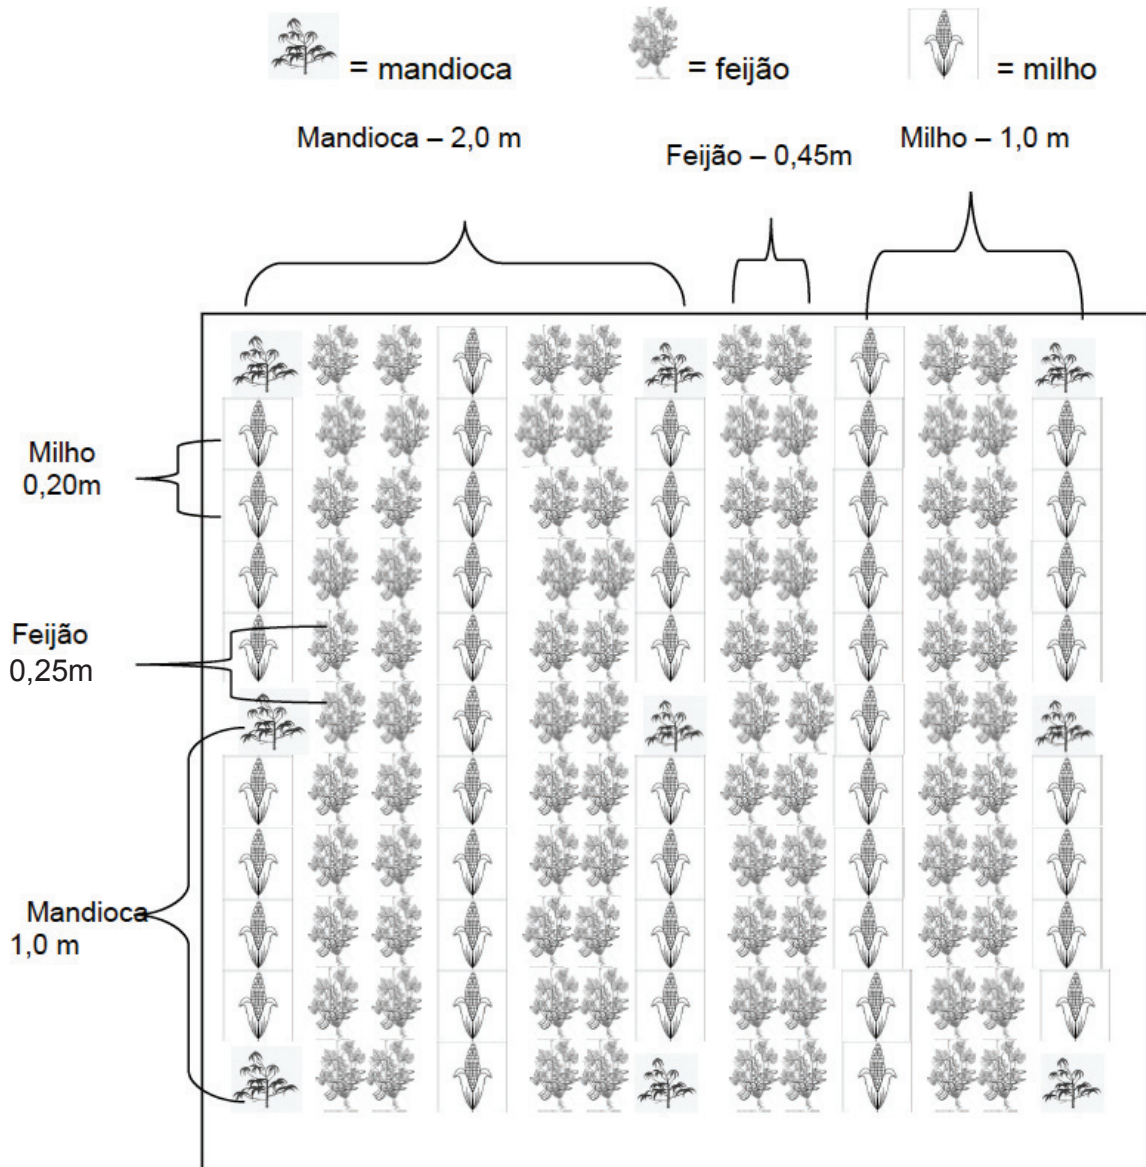 = mandioca
= feijão
= milho
Mandioca – 2,0 m
Feijão – 0,45m
Milho – 1,0 m
Milho
0,20m
Feijão
0,25m
Mandioca
1,0 m